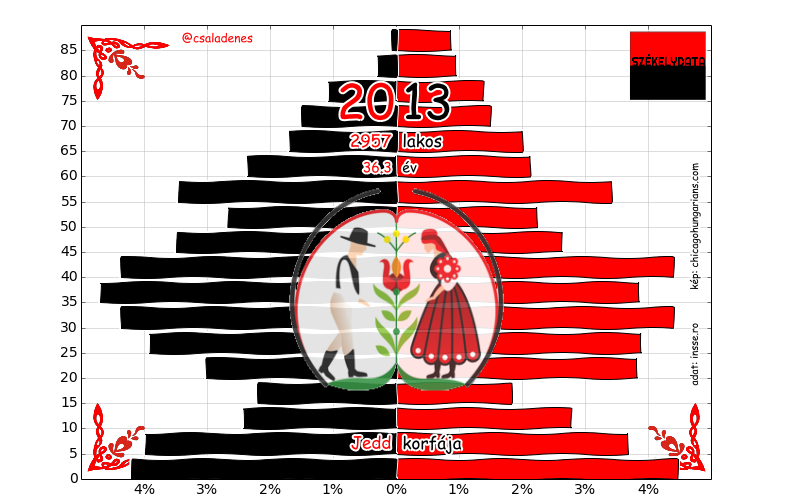 @csaladenes
SZÉKELYDATA
2013
2957 lakos
36.3 év
kép: chicagohungarians.com
adat: insse.ro
Jedd korfája
85
80
75
70
65
60
55
50
45
40
35
30
25
20
15
10
5
0
4% 3% 2% 1% 0% 1% 2% 3% 4%